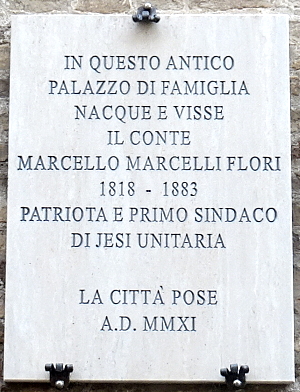 IN QUESTO ANTICO
PALAZZO DI FAMIGLIA
NACQUE E VISSE
IL CONTE
MARCELLO MARCELLI FLORI
1818 - 1883
PATRIOTA E PRIMO SINDACO
DI JESI UNITARIA
LA CITTÀ POSE
A.D. MMXI